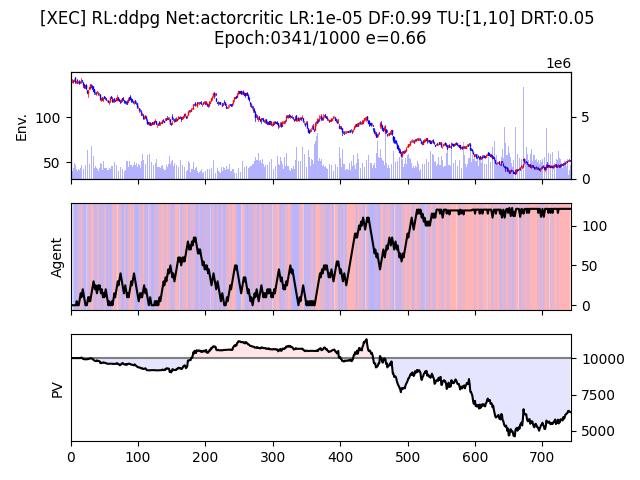 [XEC] RL:ddpg Net:actorcritic LR:1e-05 DF:0.99 TU:[1,10] DRT:0.05
Epoch:0341/1000 e=0.66
1e6
Env.
100
50
5
0
Agent
100
50
0
PV
10000
7500
5000
0 100 200 300 400 500 600 700